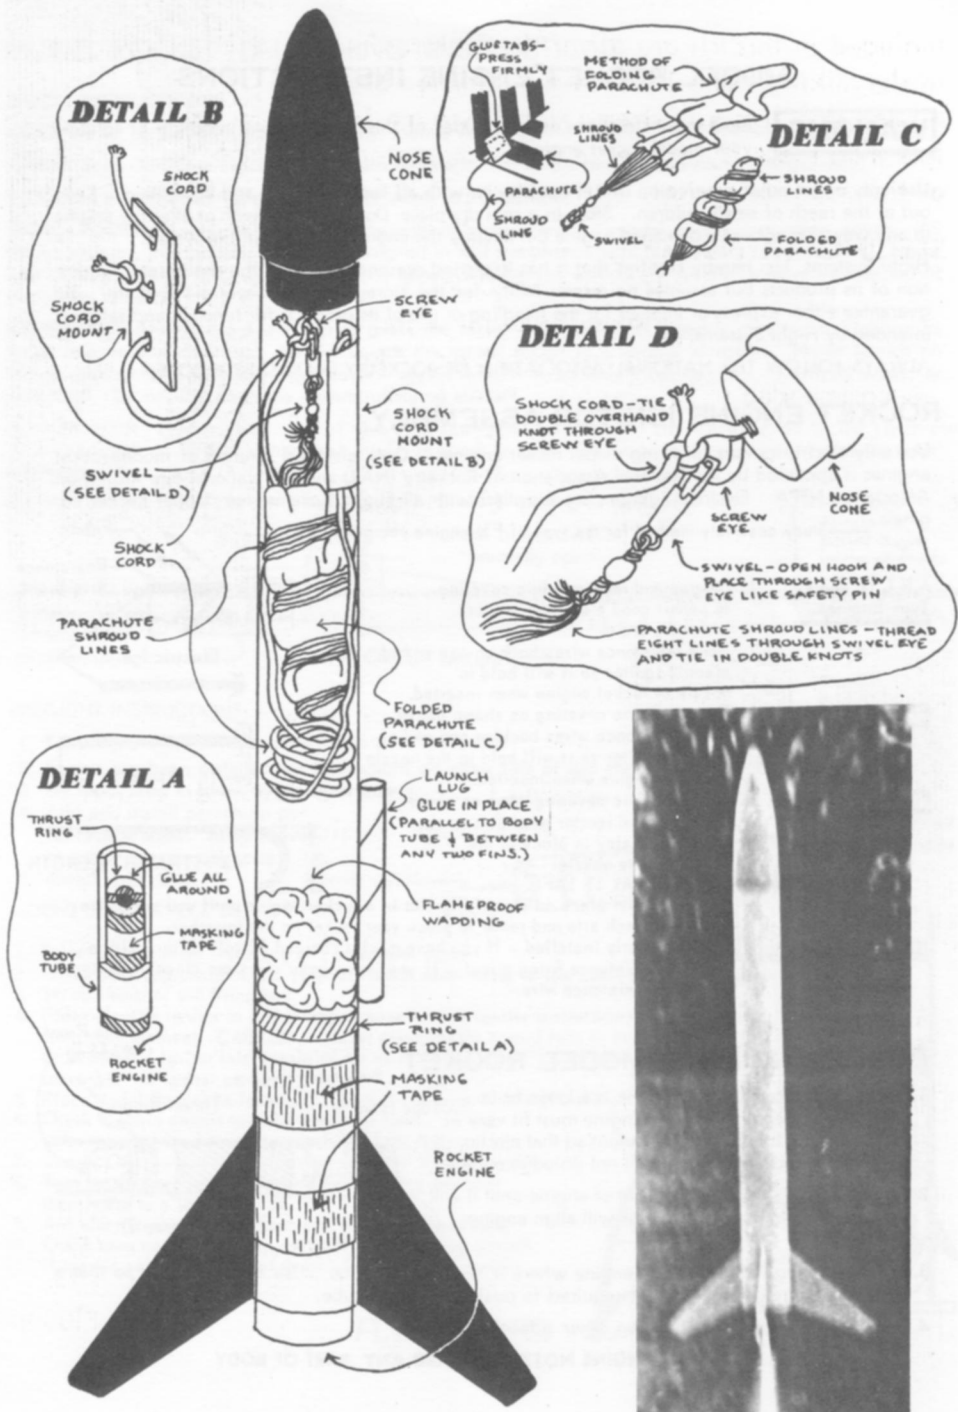 DETAIL B
SHOCK
CORD
SHOCK
CORD
MOUNT
NOSE
CONE
GLUE TABS-
PRESS
FIRMLY
METHOD OF
FOLDING
PARACHUTE
DETAIL C
SHROUD
LINES
PARACHUTE
SHROUD
LINE
SWIVEL
SHROUD
LINES
FOLDED
PARACHUTE
SCREW
EYE
SHOCK
CORD
MOUNT
(SEE DETAIL B)
SWIVEL
(SEE DETAIL D)
SHOCK
CORD
PARACHUTE
SHROUD
LINES
DETAIL D
SHOCK CORD-TIE
DOUBLE OVERHAND
KNOT THROUGH
SCREW EYE
SCREW
EYE
NOSE
CONE
SWIVEL-OPEN HOOK AND
PLACE THROUGH SCREW
EYE LIKE SAFETY PIN
PARACHUTE SHROUD LINES-THREAD
EIGHT LINES THROUGH SWIVEL EYE
AND TIE IN DOUBLE KNOTS
FOLDED
PARACHUTE
(SEE DETAIL C)
LAUNCH
LUG
GLUE IN PLACE
(PARALLEL TO BODY
TUBE & BETWEEN
ANY TWO FINS.)
FLAMEPROOF
WADDING
THRUST
RING
(SEE DETAIL A)
MASKING
TAPE
ROCKET
ENGINE
DETAIL A
THRUST
RING
GLUE ALL
AROUND
MASKING
TAPE
BODY
TUBE
ROCKET
ENGINE